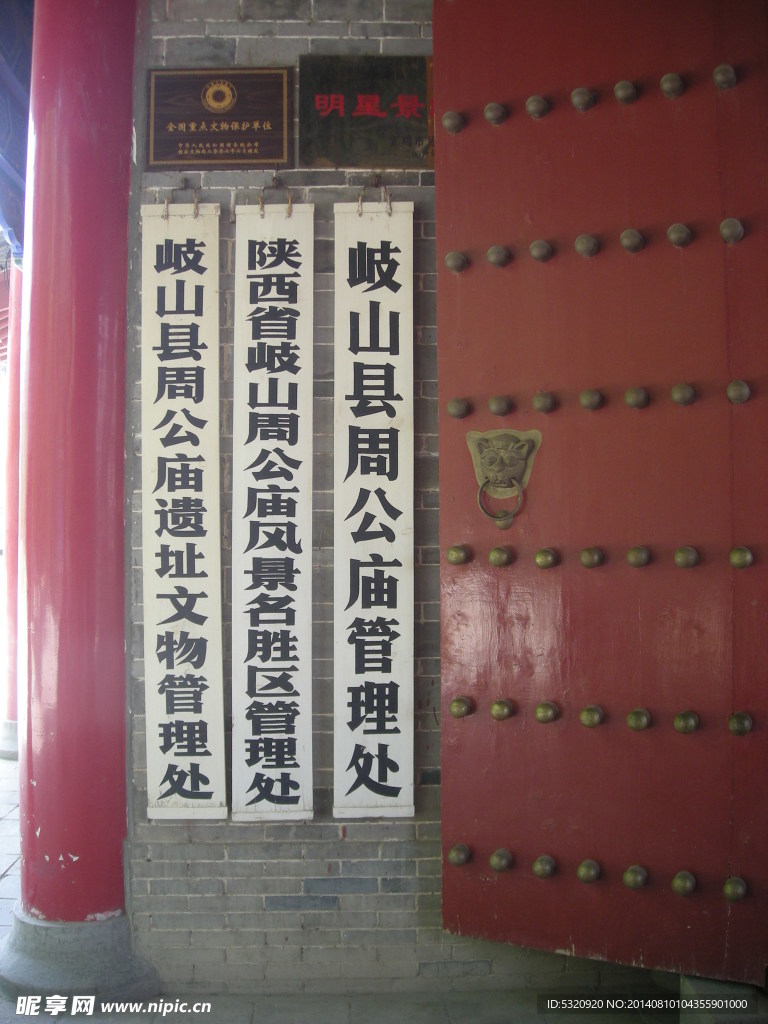 全国重点文物保护单位
明星景
岐山县周公庙管理处
陕西省岐山周公庙风景名胜区管理处
岐山县周公庙遗址文物管理处
昵享网 www.nipic.cn
ID:5320920 NO:20140810104355901000